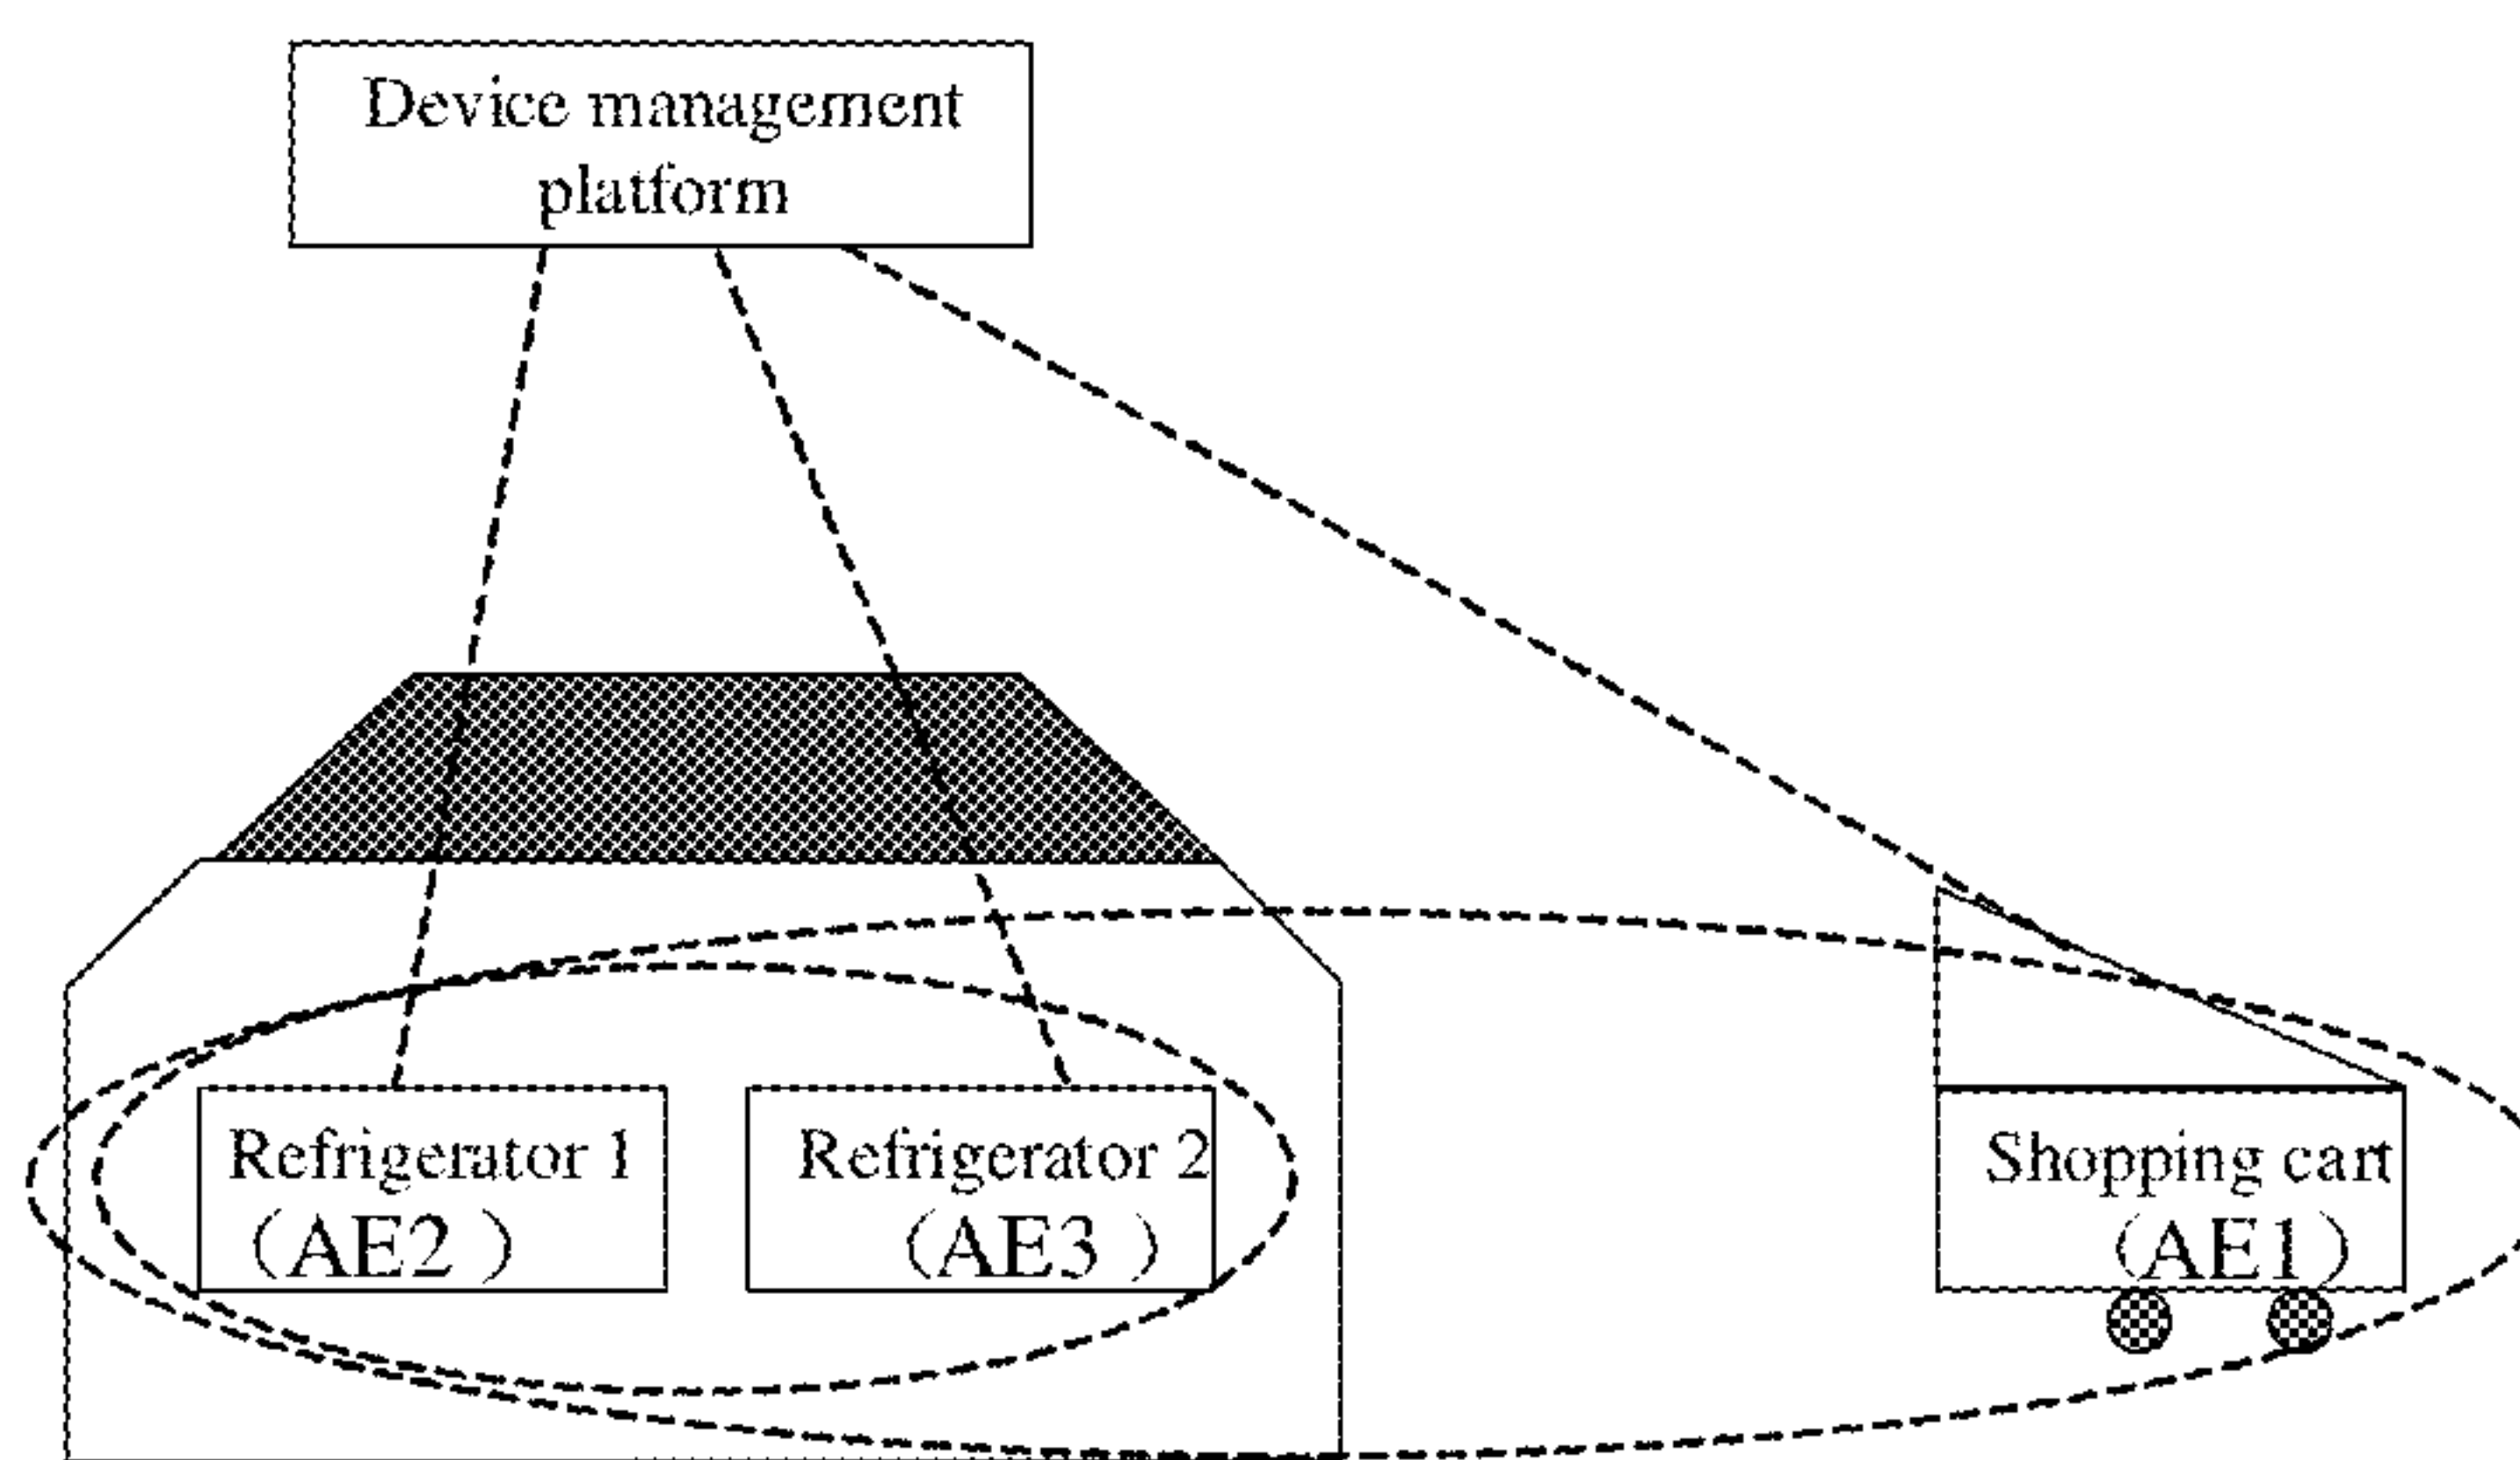 Device management
platform
Refrigerator 1
(AE2 )
Refrigerator 2
(AE3 )
Shopping cart
(AE1)